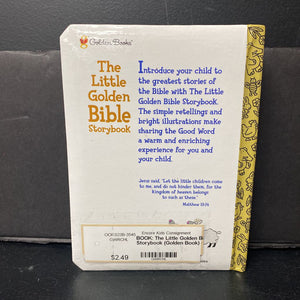 Golden Books®
The
Little
Golden
Bible
Storybook
Introduce your child to
the greatest stories of
the Bible with The Little
Golden Bible Storybook.
The simple retellings and
bright illustrations make
sharing the Good Word
a warm and enriching
experience for you and
your child.
Jesus said, "Let the little children come
to me, and do not hinder them, for the
kingdom of heaven belongs to
such as these."
Matthew 19:14
Encore Kids Consignment
BOOK: The Little Golden Bi
Storybook (Golden Book)
$2.49